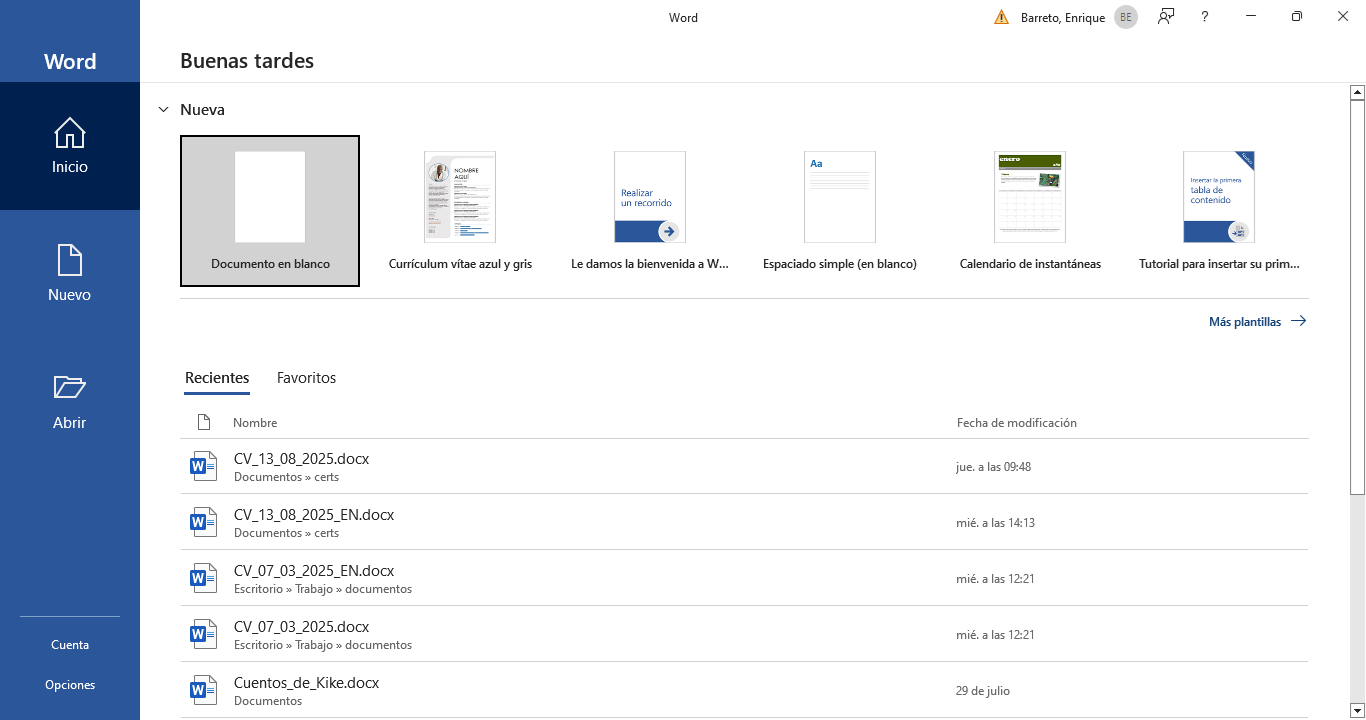 Word
Barreto, Enrique
BE
?
Word
Buenas tardes
Inicio
Nuevo
Abrir
Cuenta
Opciones
Nueva
NOMBRE
AQUÍ
Realizar
un recorrido
Aa
enero
Insertar la primera
tabla de
contenido
Documento en blanco
Currículum vítae azul y gris
Le damos la bienvenida a W...
Espaciado simple (en blanco)
Calendario de instantáneas
Tutorial para insertar su prim...
Más plantillas
Recientes
Favoritos
Nombre
Fecha de modificación
CV_13_08_2025.docx
Documentos » certs
jue. a las 09:48
CV_13_08_2025_EN.docx
Documentos » certs
mié. a las 14:13
CV_07_03_2025_EN.docx
Escritorio » Trabajo » documentos
mié. a las 12:21
CV_07_03_2025.docx
Escritorio » Trabajo » documentos
mié. a las 12:21
Cuentos_de_Kike.docx
Documentos
29 de julio